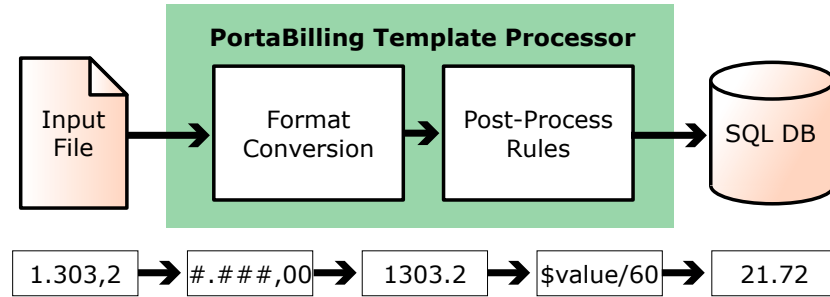 PortaBilling Template Processor
Input
File
Format
Conversion
Post-Process
Rules
SQL DB
1.303,2
#.###,00
1303.2
$value/60
21.72